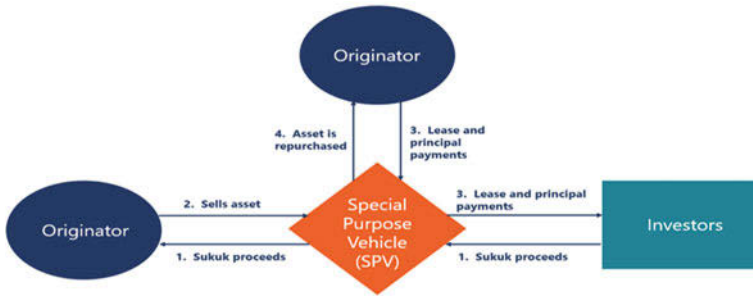 Originator
4. Asset is
repurchased
3. Lease and
principal
payments
Originator
2. Sells asset
1. Sukuk proceeds
Special
Purpose
Vehicle
(SPV)
3. Lease and principal
payments
1. Sukuk proceeds
Investors